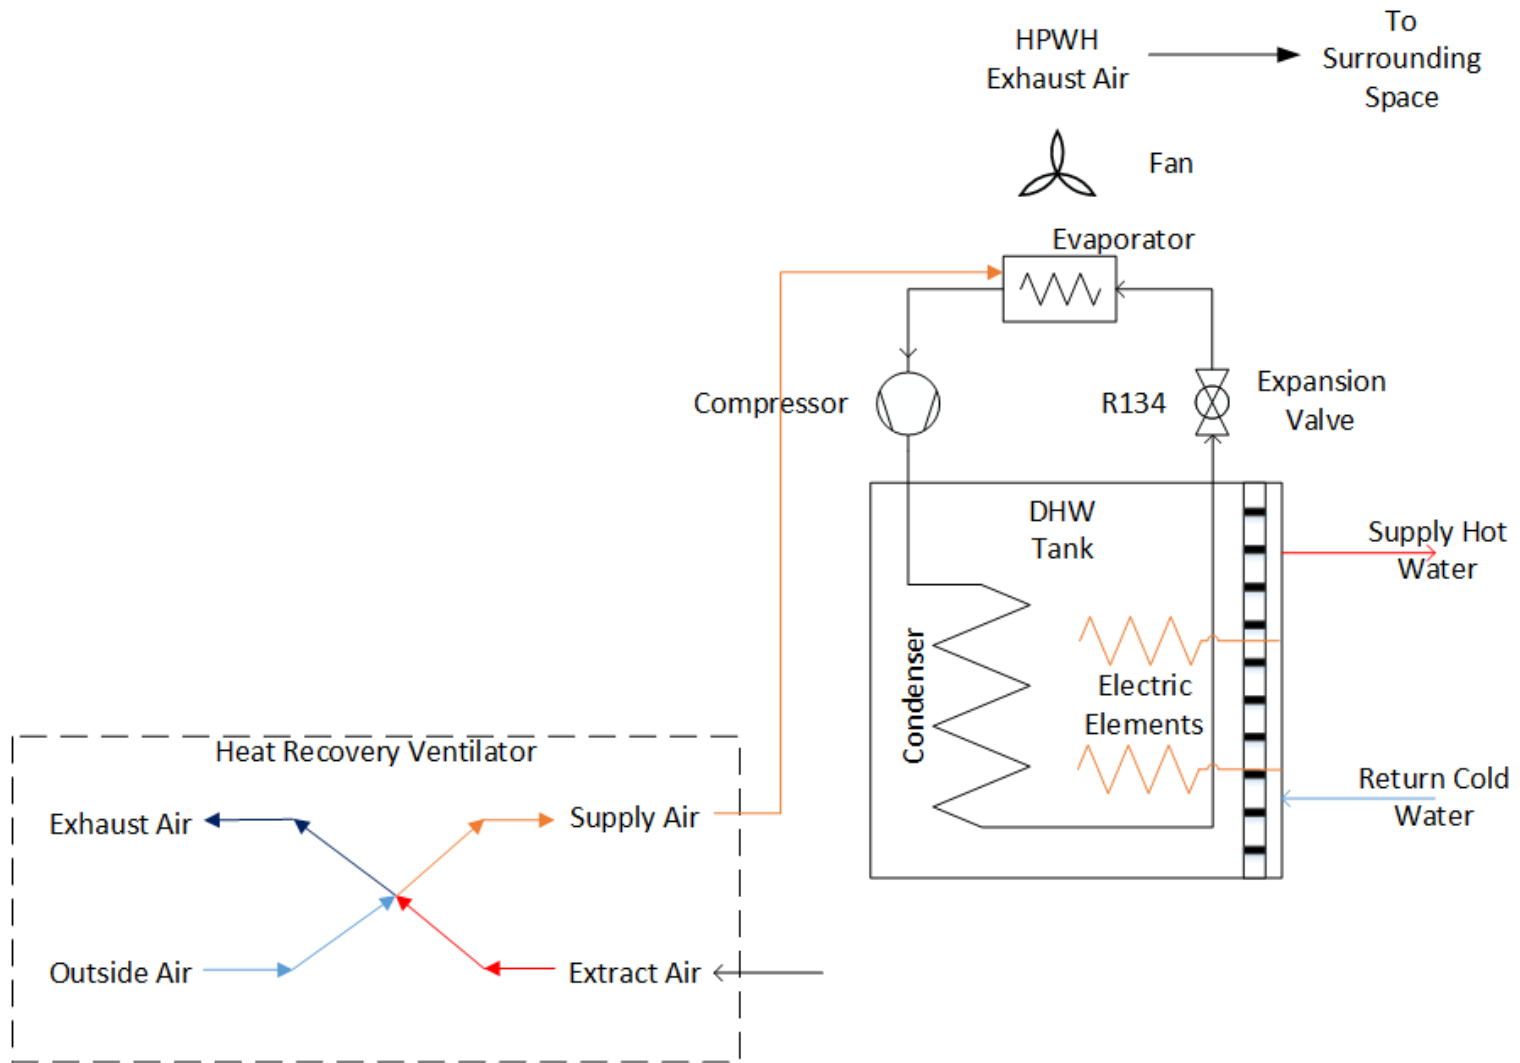 HPWH
Exhaust Air
To
Surrounding
Space
Fan
Evaporator
Compressor
R134
Expansion
Valve
DHW
Tank
Supply Hot
Water
Condenser
Electric
Elements
Return Cold
Water
Heat Recovery Ventilator
Exhaust Air
Supply Air
Outside Air
Extract Air